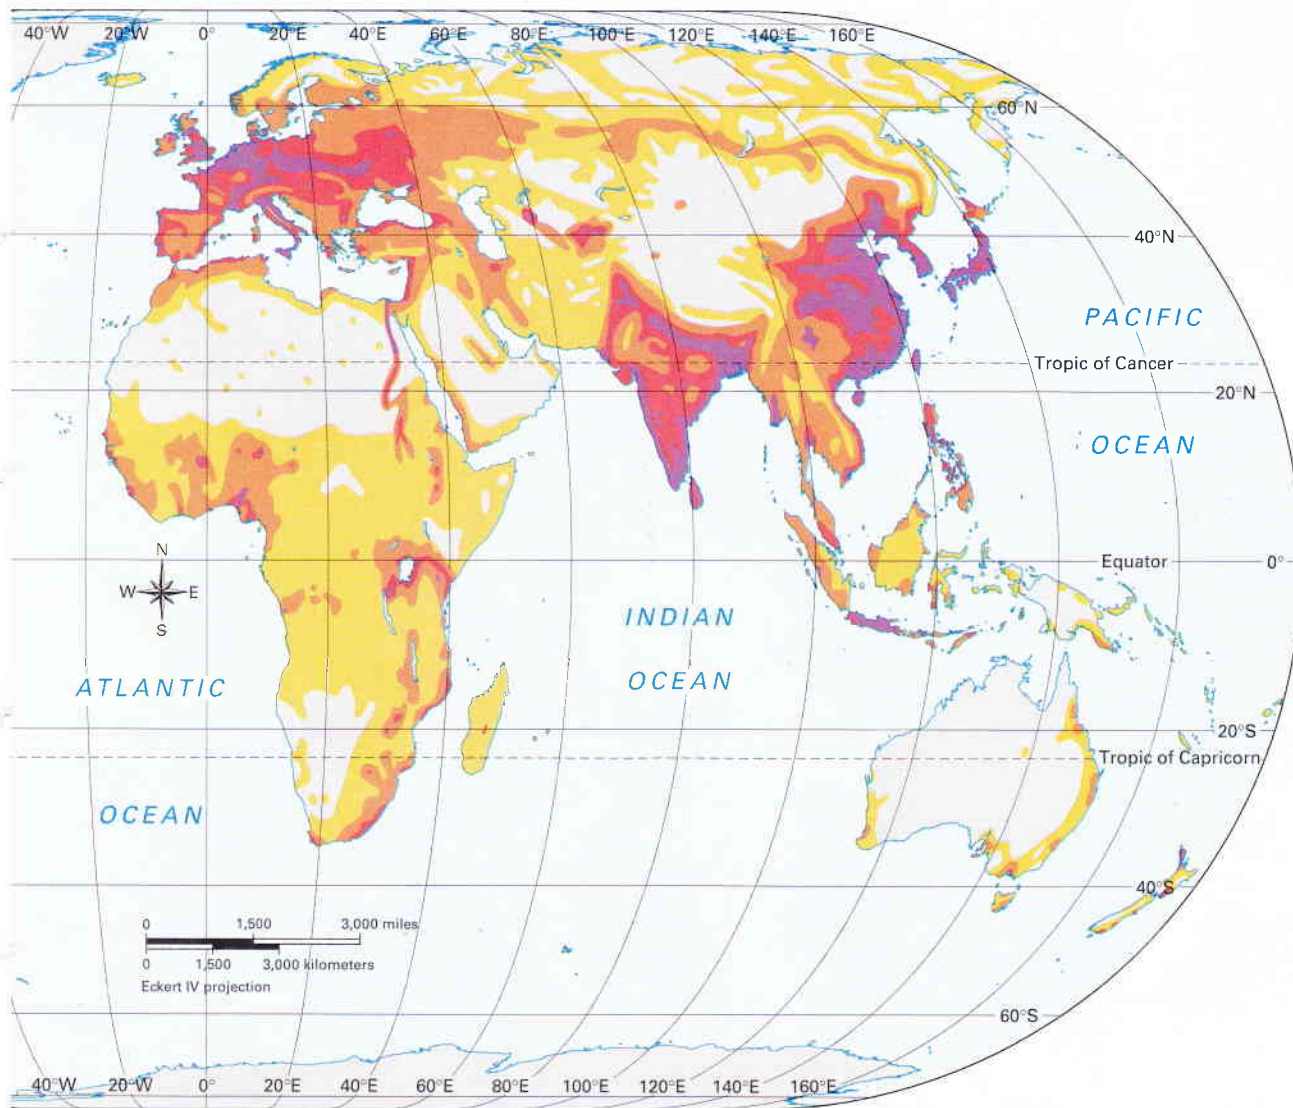 40°W 20°W 0° 20°E 40°E 60°E 80°E 100°E 120°E 140°E 160°E
60°N
40°N
PACIFIC
Tropic of Cancer
20°N
OCEAN
N
Equator 0°
W E
S
INDIAN
OCEAN
ATLANTIC
20°S
Tropic of Capricorn
OCEAN
40°S
0 1,500 3,000 miles
0 1,500 3,000 kilometers
Eckert IV projection
60°S
40°W 20°W 0° 20°E 40°E 60°E 80°E 100°E 120°E 140°E 160°E